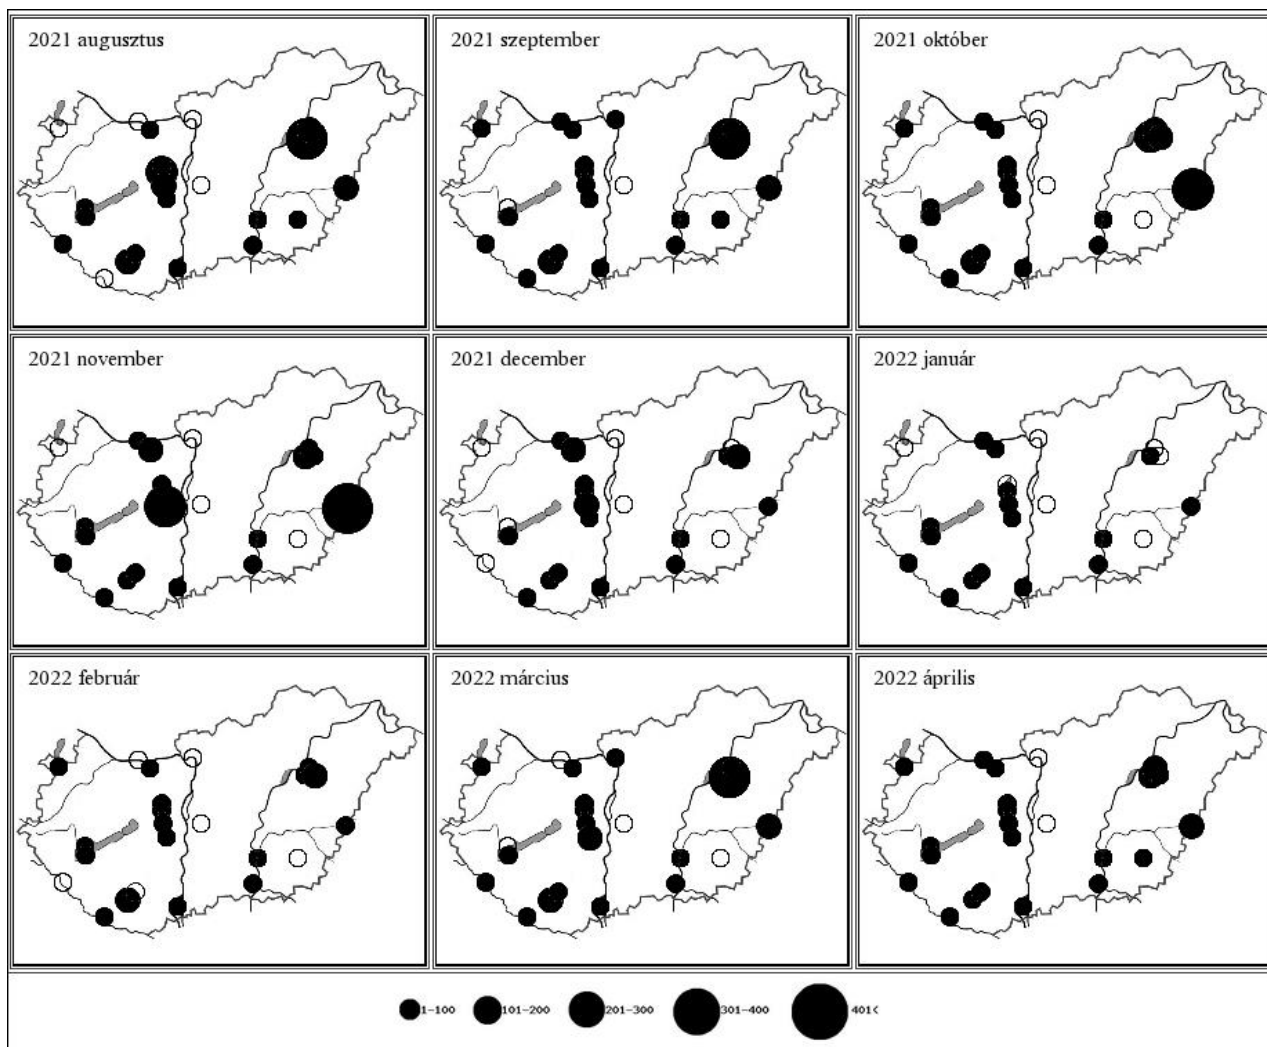 2021 augusztus
2021 szeptember
2021 október
2021 november
2021 december
2022 január
2022 február
2022 március
2022 április
1-100 101-200 201-300 301-400 401<